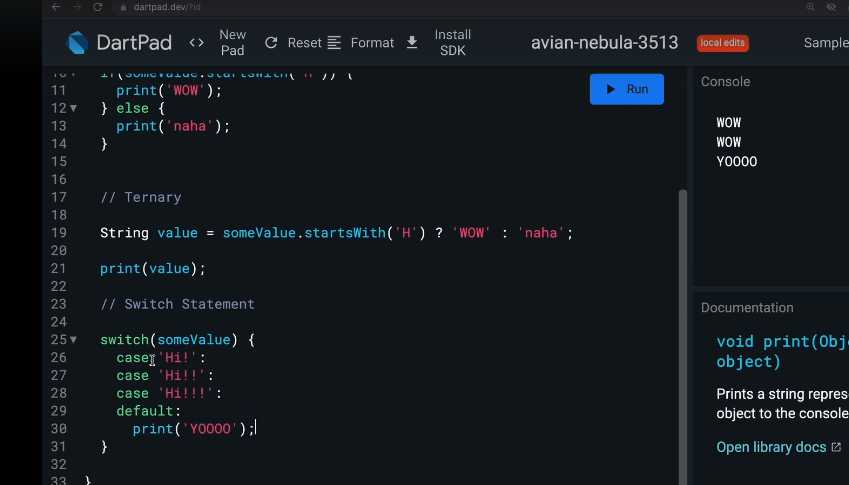 dartpad.dev/?id
DartPad
<> New Pad
Reset
Format
Install SDK
avian-nebula-3513
local edits
Sample
10 if(someValue.startsWith('H')) {
11 print('WOW');
12 } else {
13 print('naha');
14 }
15
16
17 // Ternary
18
19 String value = someValue.startsWith('H') ? 'WOW' : 'naha';
20
21 print(value);
22
23 // Switch Statement
24
25 switch(someValue) {
26 case 'Hi!':
27 case 'Hi!!':
28 case 'Hi!!!':
29 default:
30 print('YOOOO');
31 }
32
33 }
Run
Console
WOW
WOW
YOOOO
Documentation
void print(Obj
object)
Prints a string repres
object to the console
Open library docs